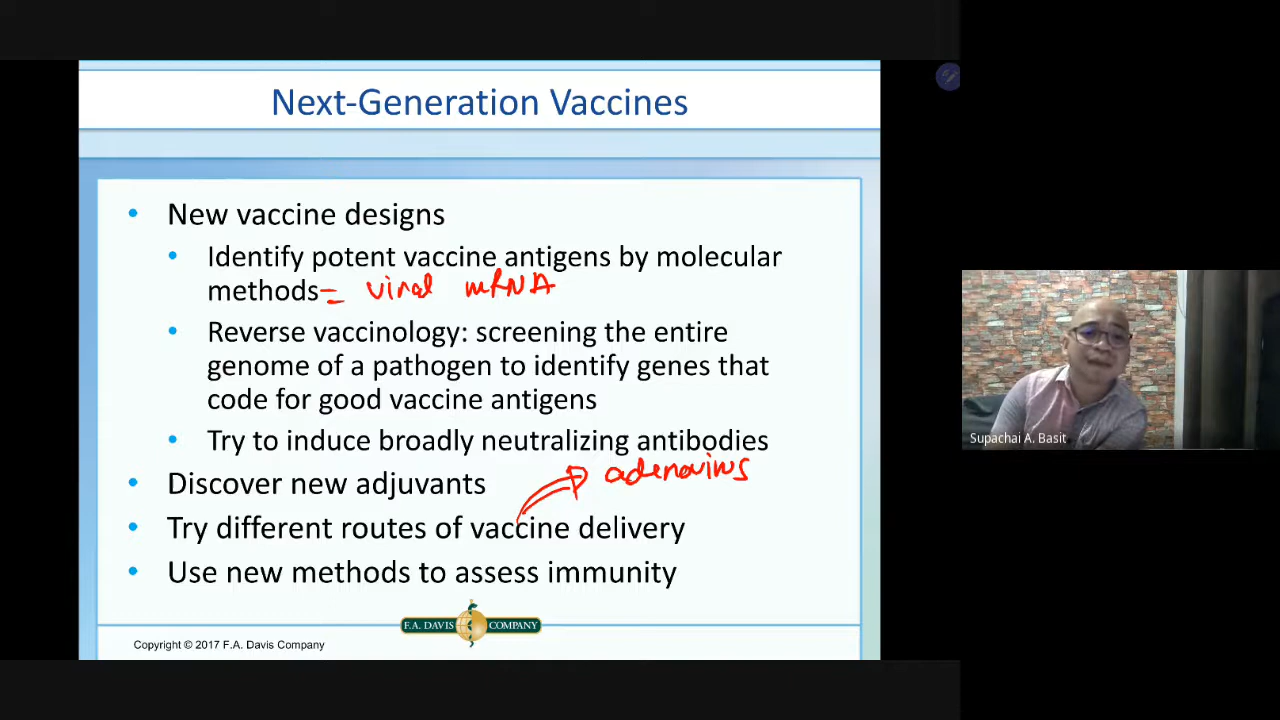 Next-Generation Vaccines
• New vaccine designs
• Identify potent vaccine antigens by molecular
methods = viral mRNA
• Reverse vaccinology: screening the entire
genome of a pathogen to identify genes that
code for good vaccine antigens
• Try to induce broadly neutralizing antibodies
adenovirus
• Discover new adjuvants
• Try different routes of vaccine delivery
• Use new methods to assess immunity
F.A. DAVIS COMPANY
Copyright © 2017 F.A. Davis Company
Supachai A. Basit